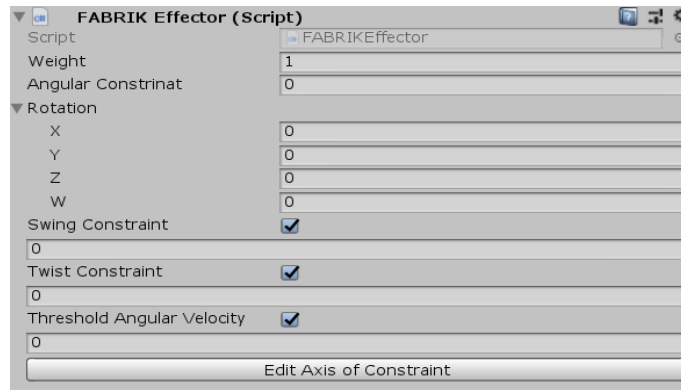 FABRIK Effector (Script)
Script FABRIKEffector
Weight 1
Angular Constrinat 0
Rotation
X 0
Y 0
Z 0
W 0
Swing Constraint
0
Twist Constraint
0
Threshold Angular Velocity
0
Edit Axis of Constraint